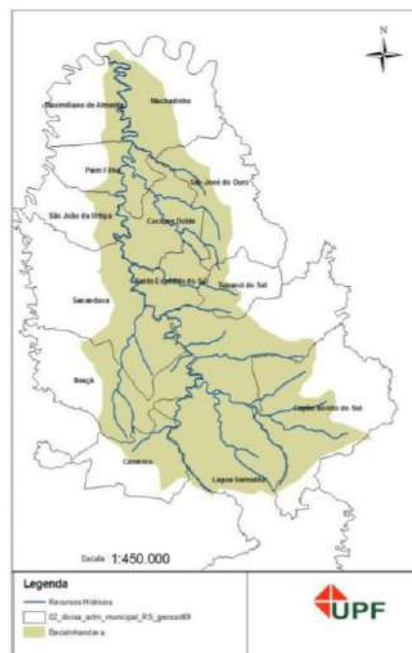 N
Maximiliano de Almeida
Machadinho
Paim Filho
São José do Ouro
São João da Urtiga
Cacique Doble
Santo Expedito do Sul
Tupanci do Sul
Sananduva
Ibiaçá
Capão Bonito do Sul
Caseiros
Lagoa Vermelha
Escala 1:450.000
Legenda
Recursos Hídricos
UPF